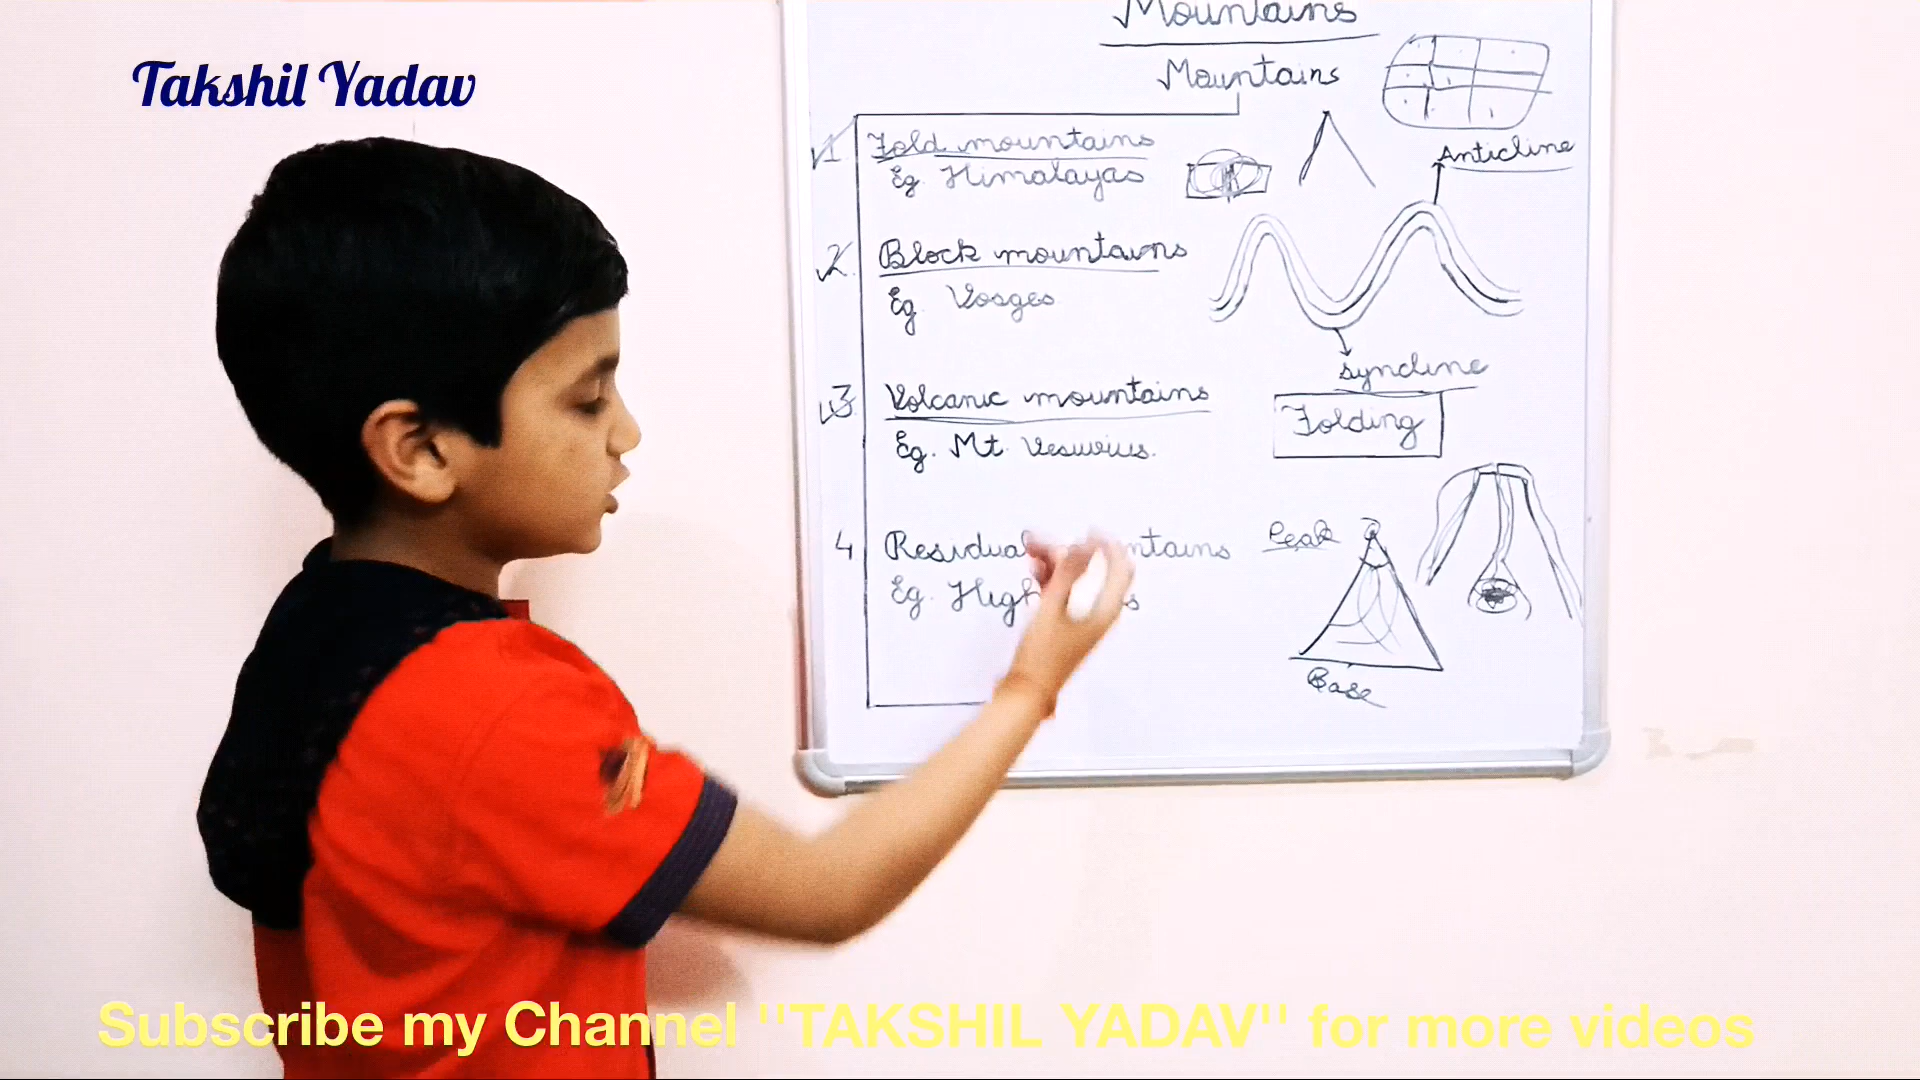 Takshil Yadav
Mountains
Mountains
1 Fold mountains
Eg. Himalayas
2 Block mountains
Eg. Vosges
3 Volcanic mountains
Eg. Mt. Vesuvius.
4 Residual
Eg.
Anticline
syncline
Folding
Peak
Base
Subscribe my Channel ''TAKSHIL YADAV'' for more videos